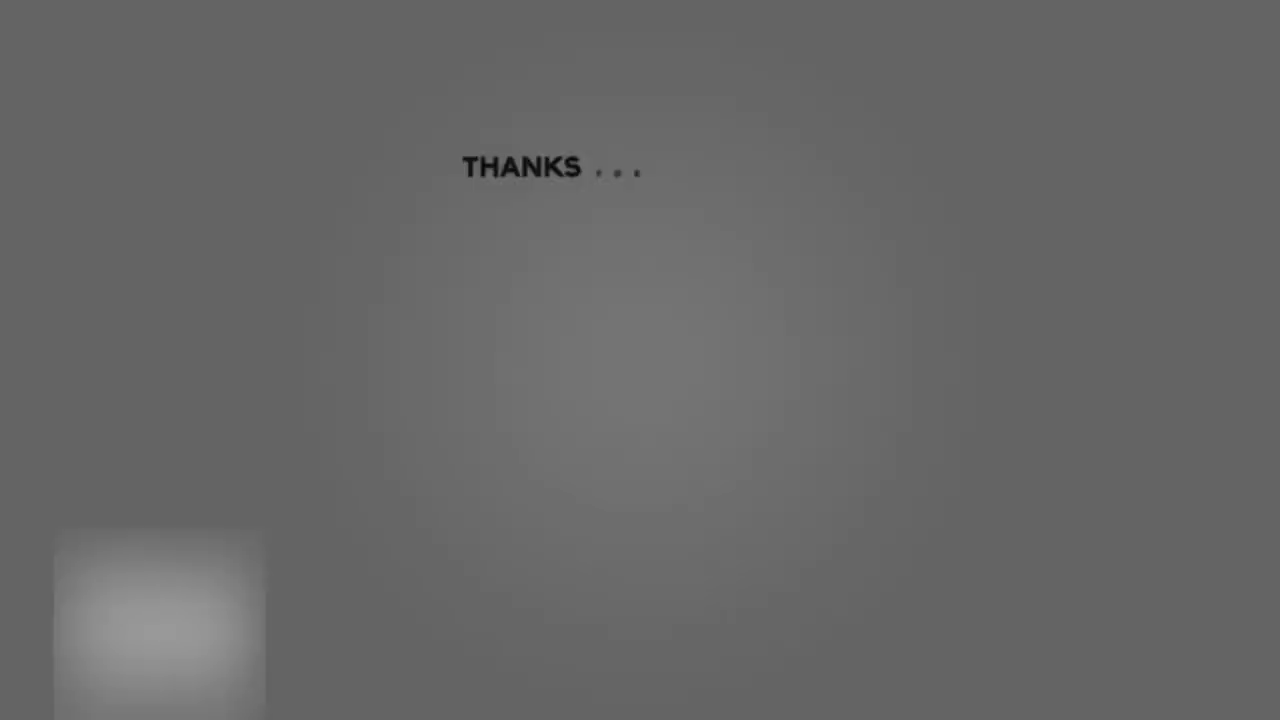 THANKS . . .